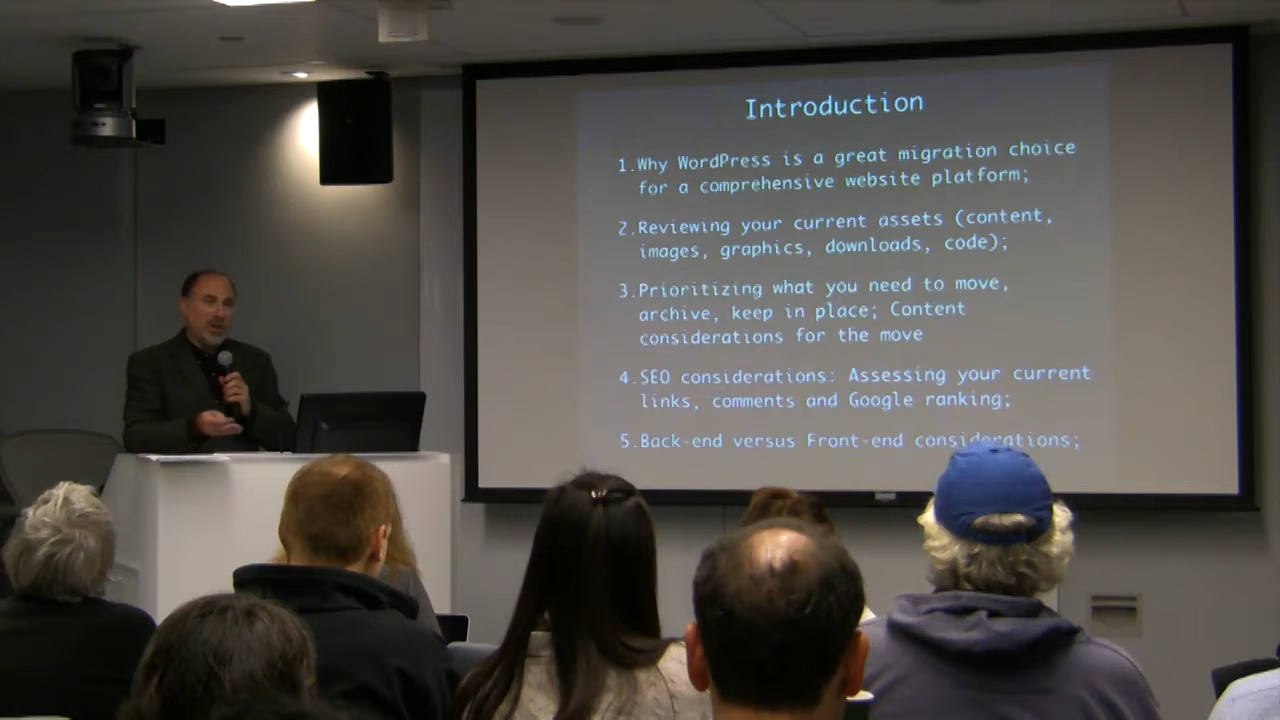 Introduction
1.Why WordPress is a great migration choice
for a comprehensive website platform;
2.Reviewing your current assets (content,
images, graphics, downloads, code);
3.Prioritizing what you need to move,
archive, keep in place; Content
considerations for the move
4.SEO considerations: Assessing your current
links, comments and Google ranking;
5.Back-end versus Front-end considerations;